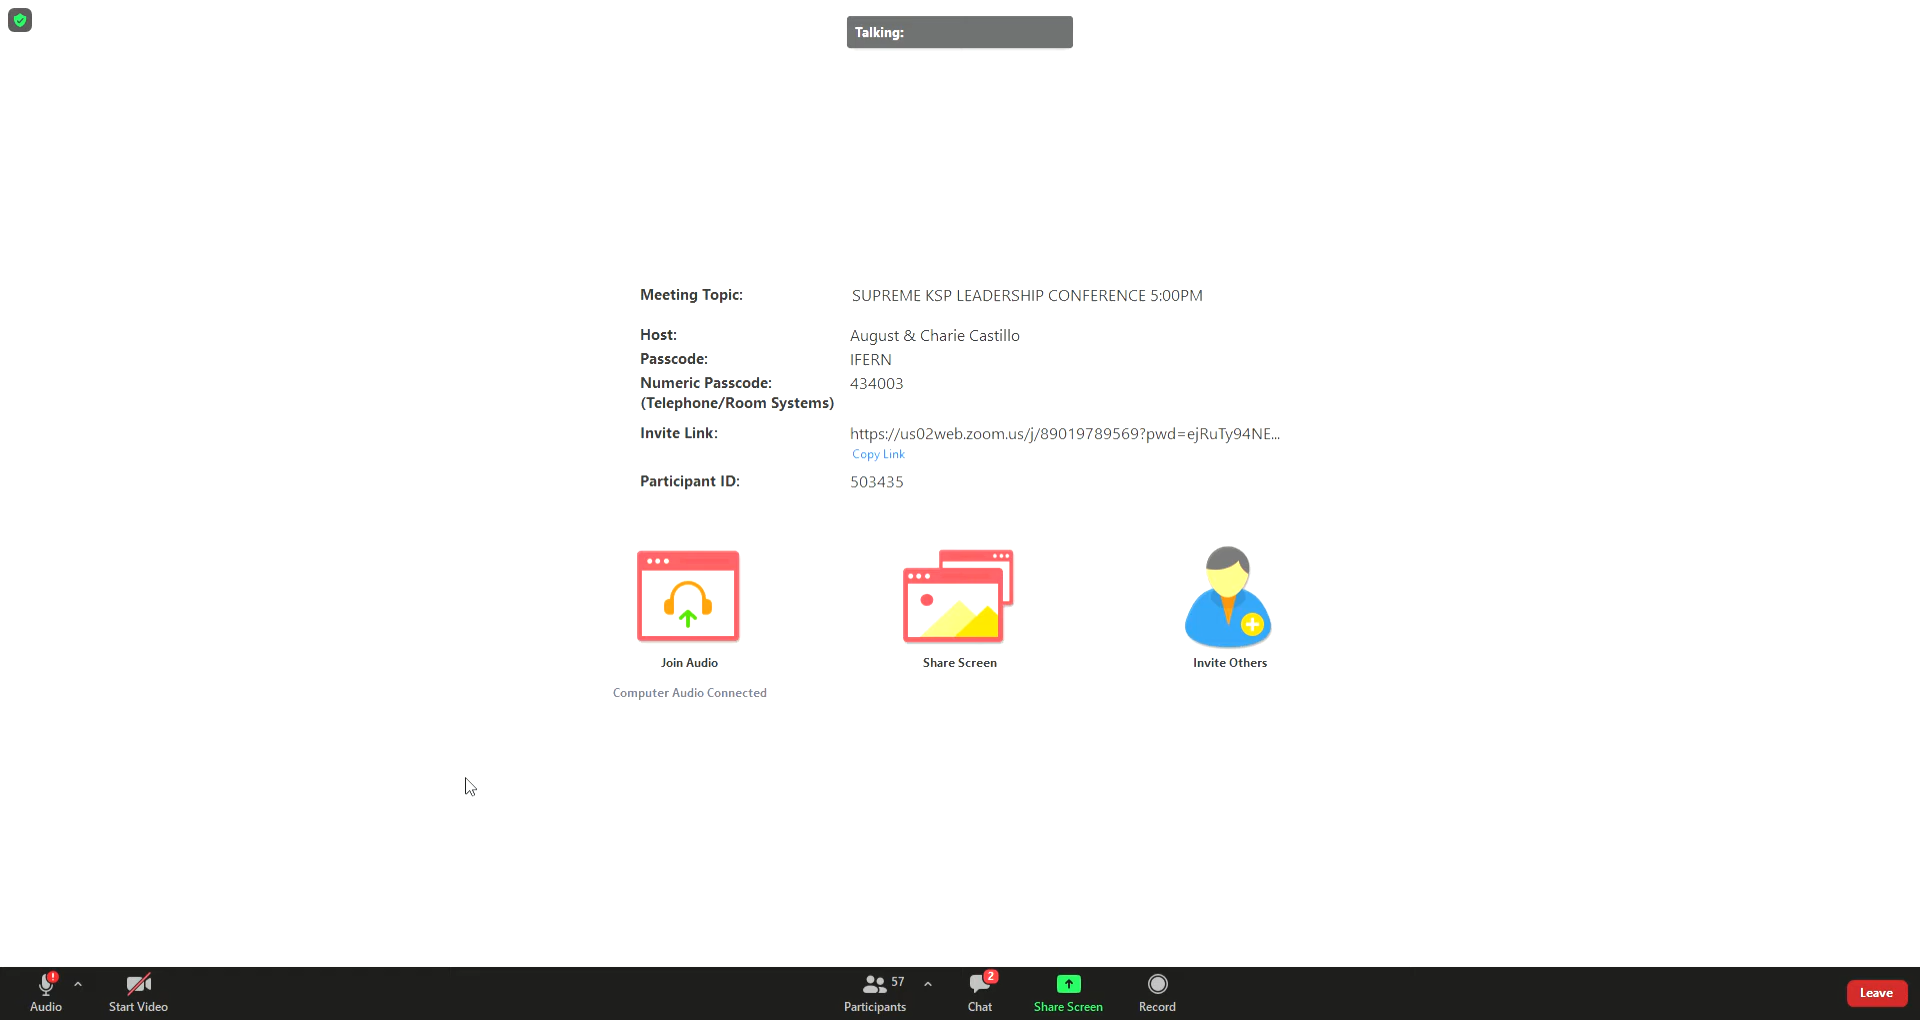 Talking:
Meeting Topic: SUPREME KSP LEADERSHIP CONFERENCE 5:00PM
Host: August & Charie Castillo
Passcode: IFERN
Numeric Passcode: 434003
(Telephone/Room Systems)
Invite Link: https://us02web.zoom.us/j/89019789569?pwd=ejRuTy94NE...
Copy Link
Participant ID: 503435
Join Audio Share Screen Invite Others
Computer Audio Connected
57 2
Audio Start Video Participants Chat Share Screen Record Leave